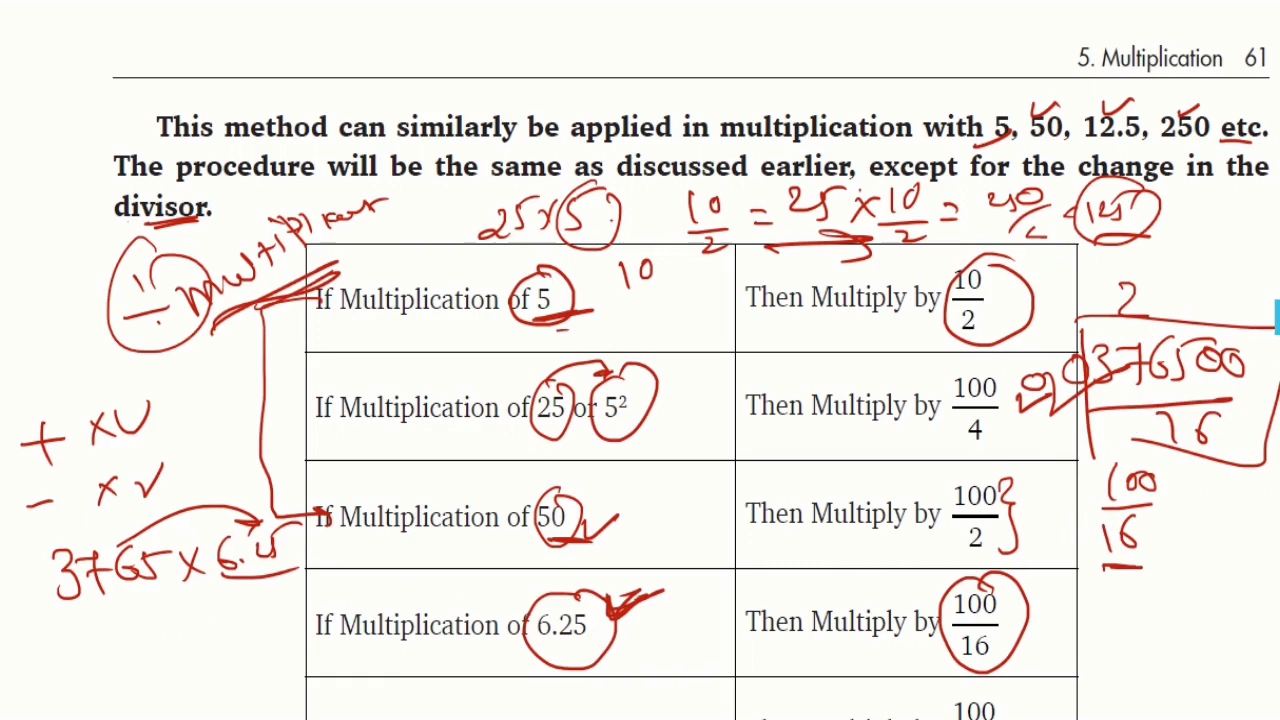 5. Multiplication 61
This method can similarly be applied in multiplication with 5, 50, 12.5, 250 etc.
The procedure will be the same as discussed earlier, except for the change in the
divisor.
25 × 5
10/2 = 25 × 10/2 =
125
10
If Multiplication of 5
Then Multiply by 10/2
2
If Multiplication of 25 or 5²
Then Multiply by 100/4
376500
16
+ ×
- ×
If Multiplication of 50
Then Multiply by 100/2
100/16
3765 × 6.25
If Multiplication of 6.25
Then Multiply by 100/16
100